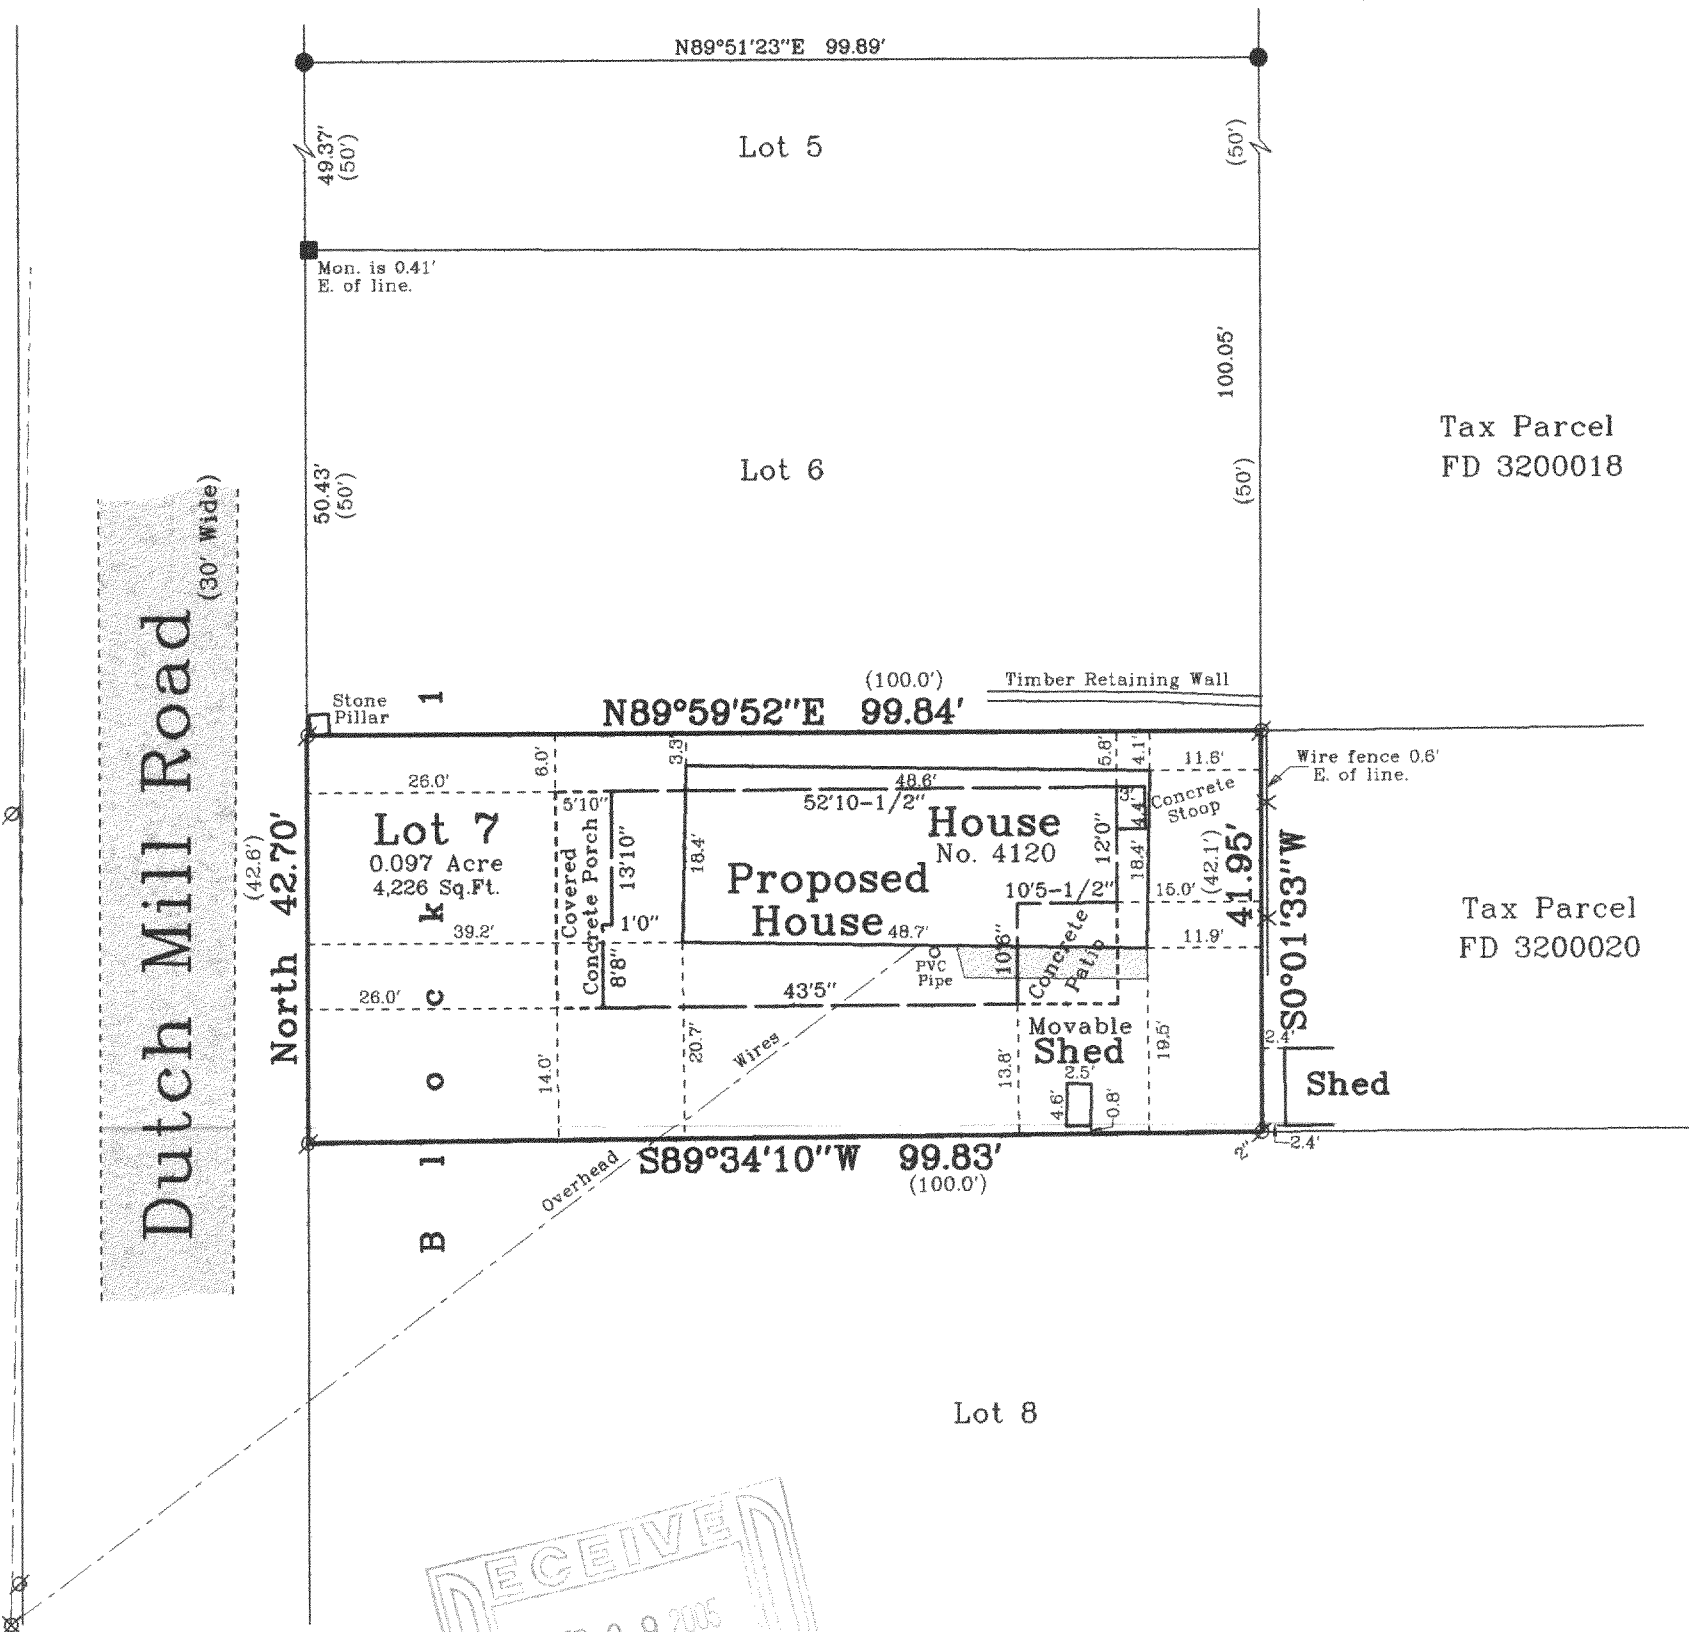 N89°51'23"E 99.89'
49.37'
(50')
Lot 5
(50')
Mon. is 0.41'
E. of line.
100.05'
50.43'
(50')
Lot 6
(50')
Tax Parcel
FD 3200018
Dutch Mill Road
(30' Wide)
Stone
Pillar
Block 1
(100.0')
N89°59'52"E 99.84'
Timber Retaining Wall
Wire fence 0.6'
E. of line.
North 42.70'
(42.6')
26.0'
6.0'
3.3'
5.8'
4.1'
11.6'
48.6'
52'10-1/2"
5'10"
3'
4.4'
Concrete
Stoop
Lot 7
0.097 Acre
4,226 Sq.Ft.
Covered
Concrete Porch
13'10"
18.4'
House
No. 4120
12'0"
18.4'
Proposed
House
10'5-1/2"
15.0'
(42.1')
41.95'
S0°01'33"W
39.2'
1'0"
48.7'
11.9'
8'8"
10'6"
PVC
Pipe
Concrete
Patio
26.0'
43'5"
14.0'
20.7'
Overhead Wires
13.8'
Movable
Shed
2.5'
4.6'
0.8'
19.5'
2.4'
Shed
2"
2.4'
Tax Parcel
FD 3200020
S89°34'10"W 99.83'
(100.0')
Lot 8
ECEIVE
9 2005